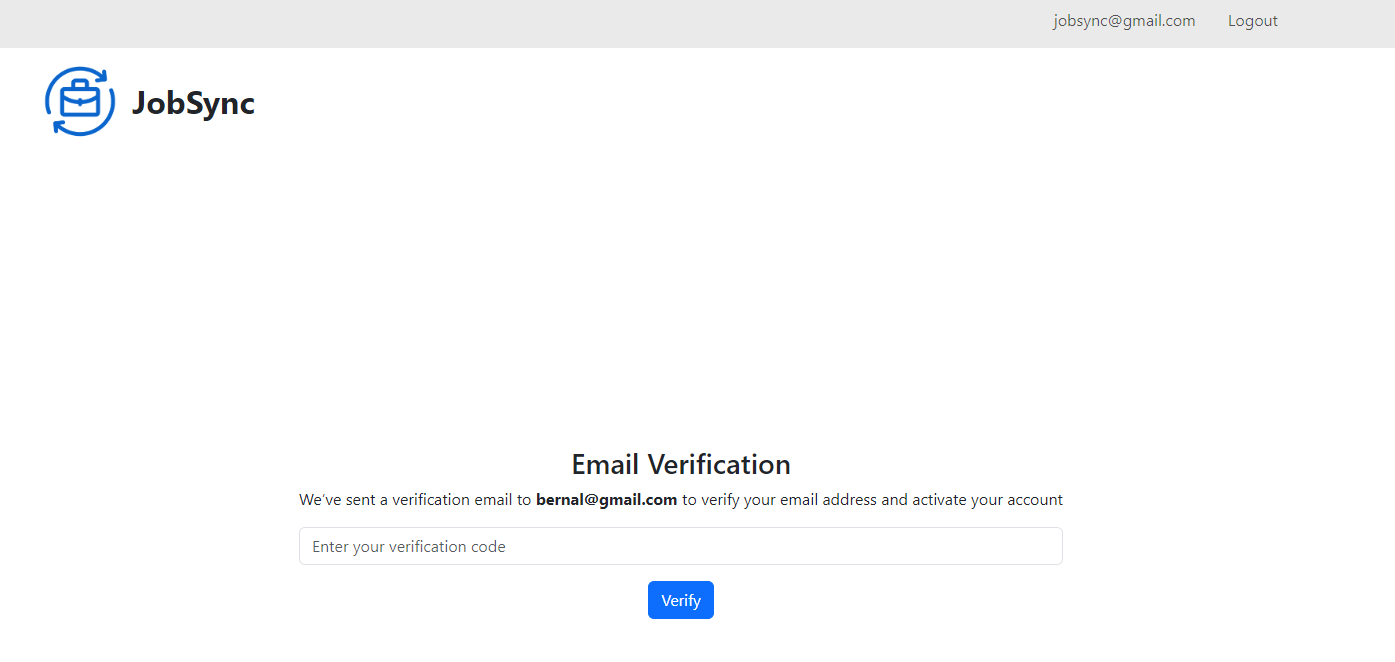 jobsync@gmail.com Logout
JobSync
Email Verification
We've sent a verification email to bernal@gmail.com to verify your email address and activate your account
Enter your verification code
Verify